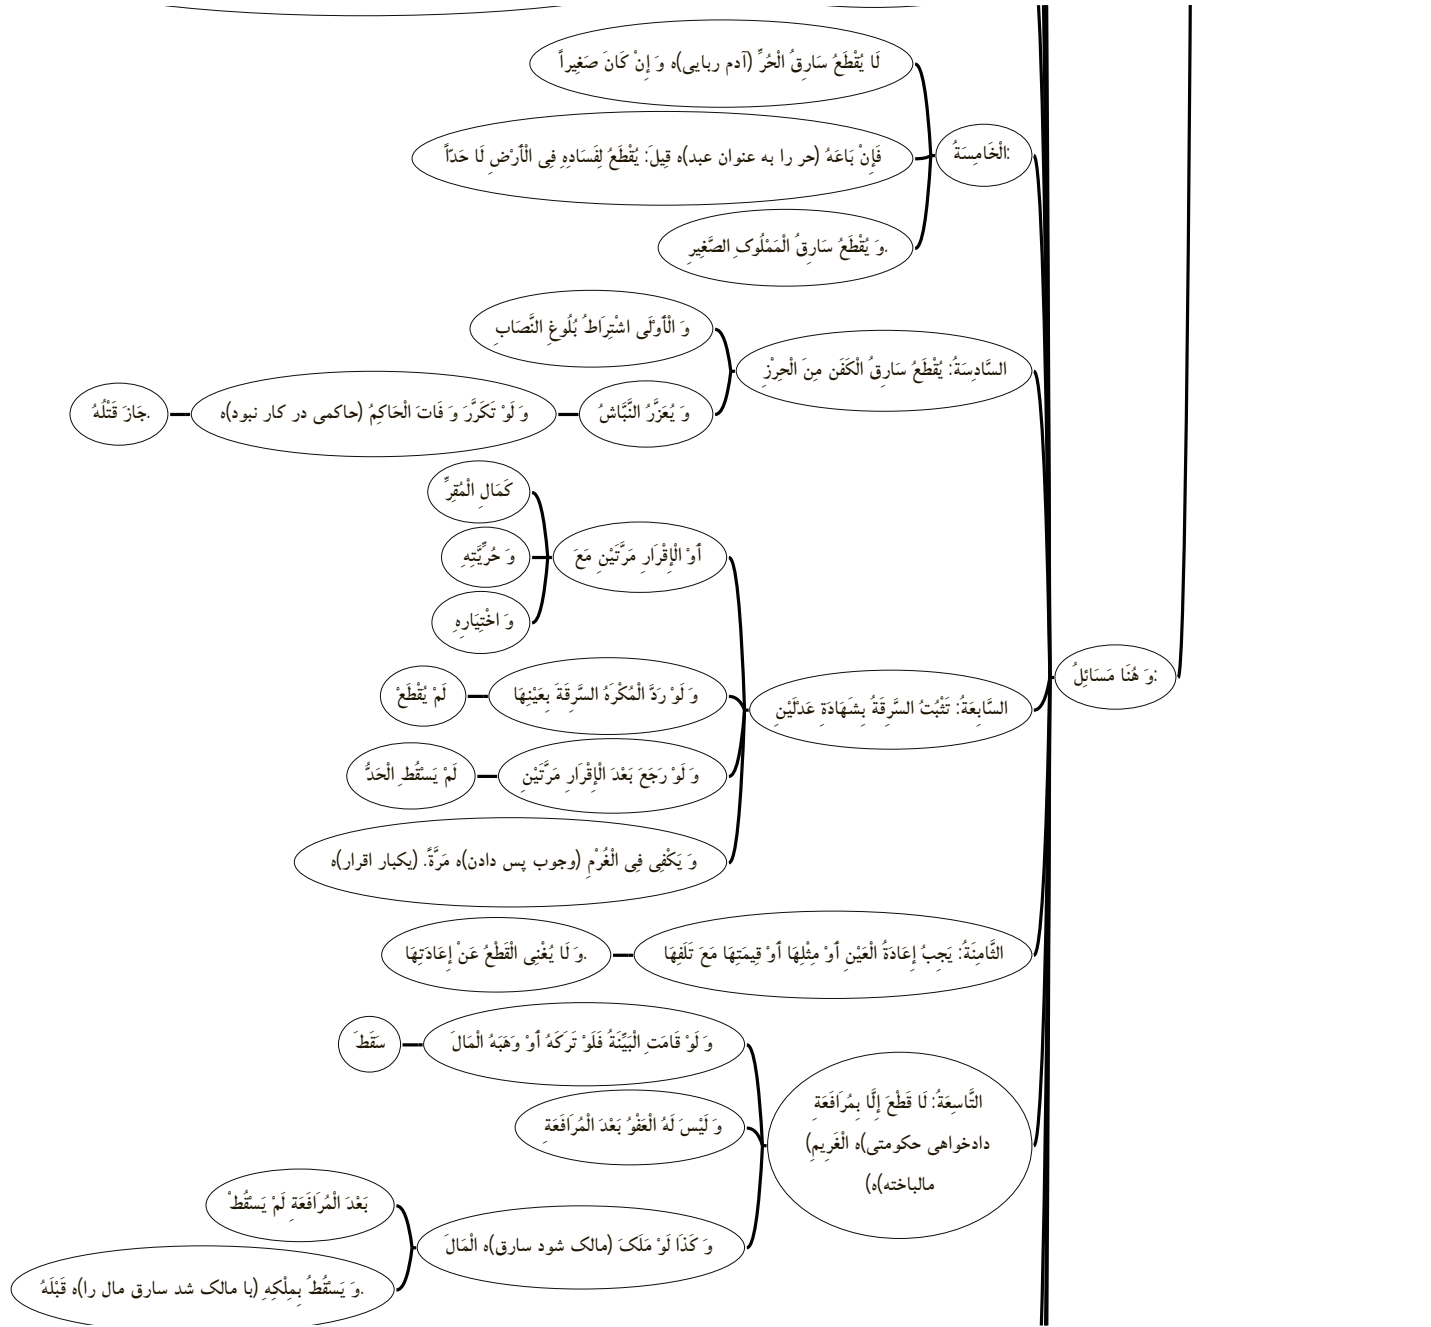 وَ هُنَا مَسَائِلُ:
الْخَامِسَةُ:
لَا يُقْطَعُ سَارِقُ الْحُرِّ (آدم ربایی)ه وَ إِنْ كَانَ صَغِيراً
فَإِنْ بَاعَهُ (حر را به عنوان عبد)ه قِيلَ: يُقْطَعُ لِفَسَادِهِ فِى الْأَرْضِ لَا حَدّاً
وَ يُقْطَعُ سَارِقُ الْمَمْلُوكِ الصَّغِيرِ.
السَّادِسَةُ: يُقْطَعُ سَارِقُ الْكَفَنِ مِنَ الْحِرْزِ
وَ الْأَوْلَى اشْتِرَاطُ بُلُوغِ النَّصَابِ
وَ يُعَزَّرُ النَّبَّاشُ
وَ لَوْ تَكَرَّرَ وَ فَاتَ الْحَاكِمُ (حاکمی در کار نبود)ه
جَازَ قَتْلُهُ.
السَّابِعَةُ: تَثْبُتُ السَّرِقَةُ بِشَهَادَةِ عَدْلَيْنِ
أَوْ الْإِقْرَارِ مَرَّتَيْنِ مَعَ
كَمَالِ الْمُقِرِّ
وَ حُرِّيَّتِهِ
وَ اخْتِيَارِهِ
وَ لَوْ رَدَّ الْمُكْرَهُ السَّرِقَةَ بِعَيْنِهَا
لَمْ يُقْطَعْ
وَ لَوْ رَجَعَ بَعْدَ الْإِقْرَارِ مَرَّتَيْنِ
لَمْ يَسْقُطِ الْحَدُّ
وَ يَكْفِى فِى الْغُرْمِ (وجوب پس دادن)ه مَرَّةً. (یکبار اقرار)ه
الثَّامِنَةُ: يَجِبُ إِعَادَةُ الْعَيْنِ أَوْ مِثْلِهَا أَوْ قِيمَتِهَا مَعَ تَلَفِهَا
وَ لَا يُغْنِى الْقَطْعُ عَنْ إِعَادَتِهَا.
التَّاسِعَةُ: لَا قَطْعَ إِلَّا بِمُرَافَعَةِ
(دادخواهی حکومتی)ه الْغَرِيمِ
(مالباخته)ه
وَ لَوْ قَامَتِ الْبَيِّنَةُ فَلَوْ تَرَكَهُ أَوْ وَهَبَهُ الْمَالَ
سَقَطَ
وَ لَيْسَ لَهُ الْعَفْوُ بَعْدَ الْمُرَافَعَةِ
وَ كَذَا لَوْ مَلَكَ (مالک شود سارق)ه الْمَالَ
بَعْدَ الْمُرَافَعَةِ لَمْ يَسْقُطْ
وَ يَسْقُطُ بِمِلْكِهِ (با مالک شد سارق مال را)ه قَبْلَهُ.